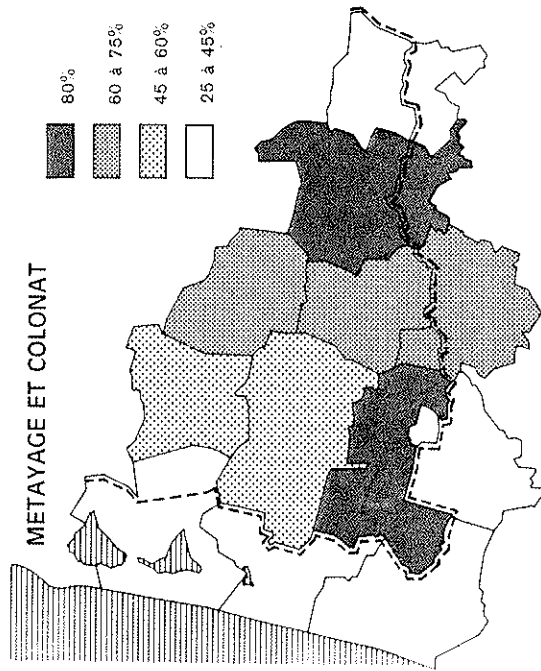 METAYAGE ET COLONAT
80%
60 à 75%
45 à 60%
25 à 45%